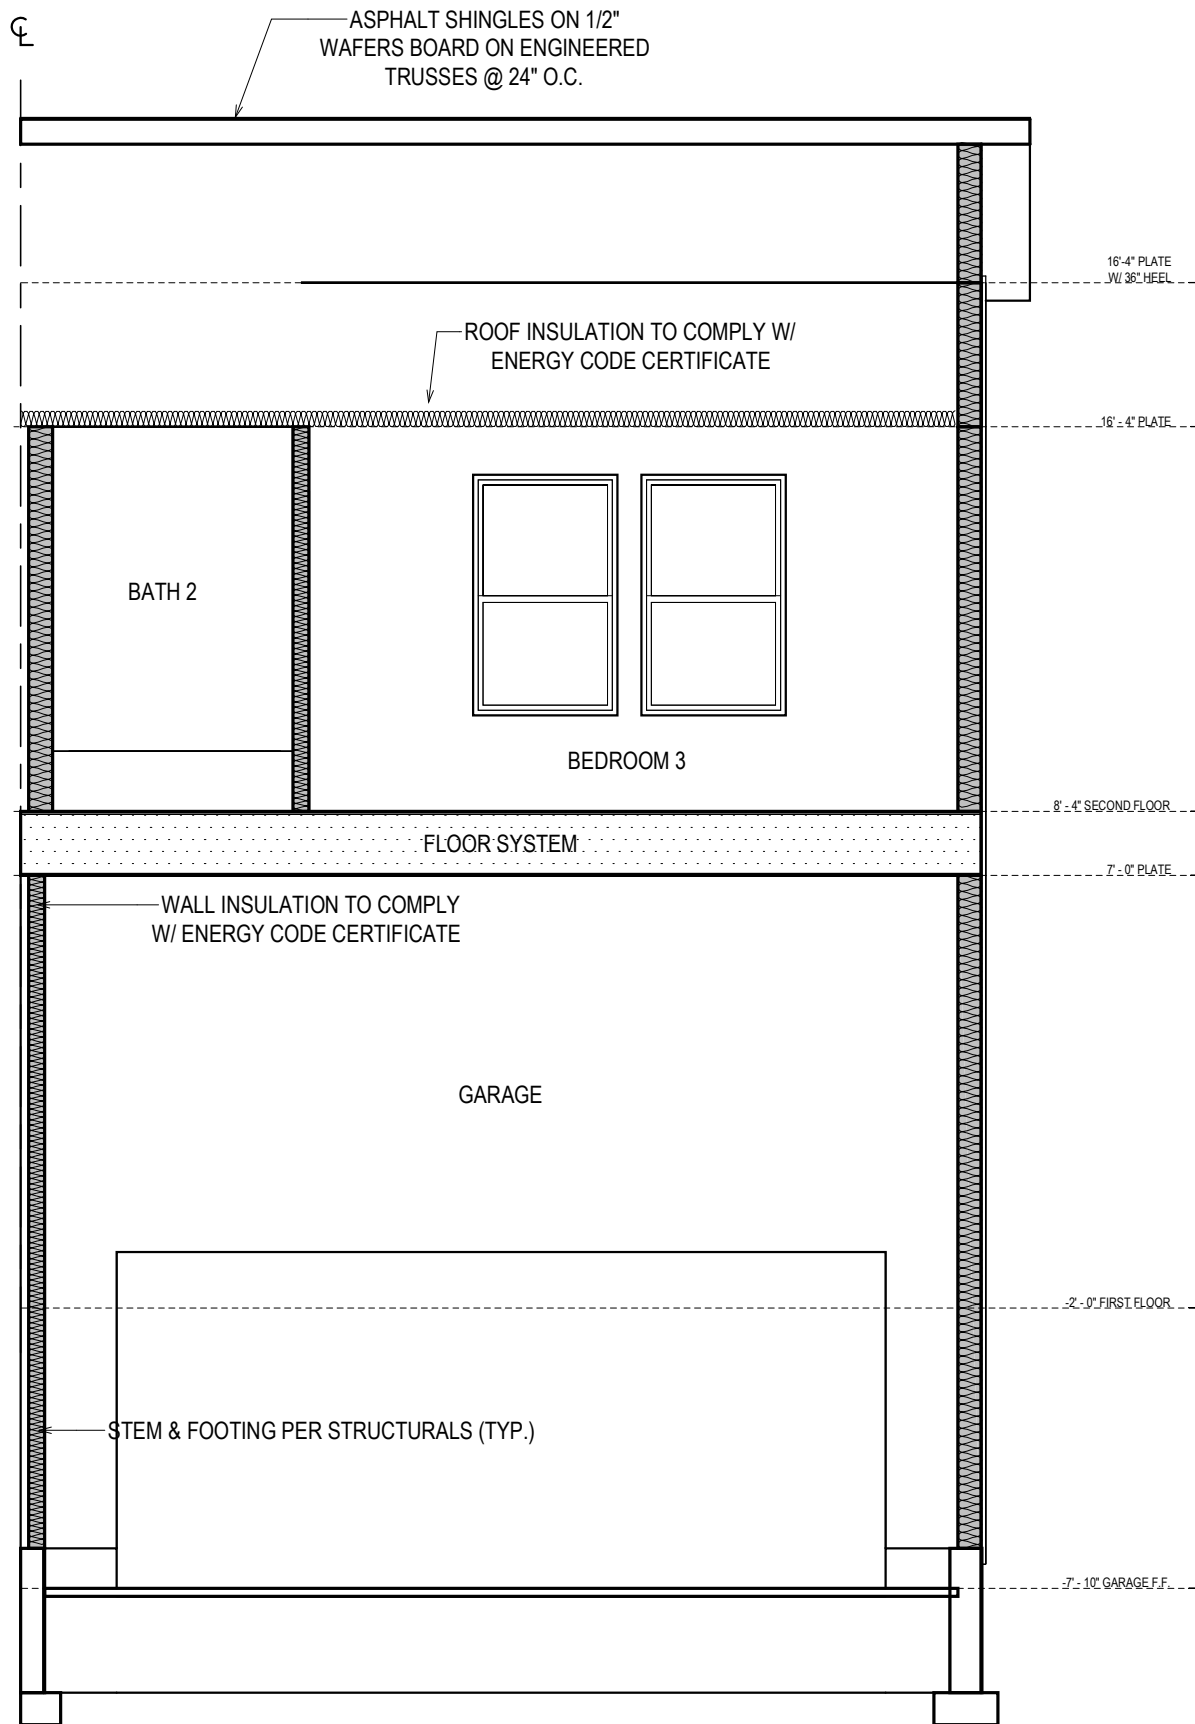 ℄
ASPHALT SHINGLES ON 1/2"
WAFERS BOARD ON ENGINEERED
TRUSSES @ 24" O.C.
16'-4" PLATE
W/ 36" HEEL
ROOF INSULATION TO COMPLY W/
ENERGY CODE CERTIFICATE
16' - 4" PLATE
BATH 2
BEDROOM 3
8' - 4" SECOND FLOOR
FLOOR SYSTEM
7' - 0" PLATE
WALL INSULATION TO COMPLY
W/ ENERGY CODE CERTIFICATE
GARAGE
-2' - 0" FIRST FLOOR
STEM & FOOTING PER STRUCTURALS (TYP.)
-7' - 10" GARAGE F.F.